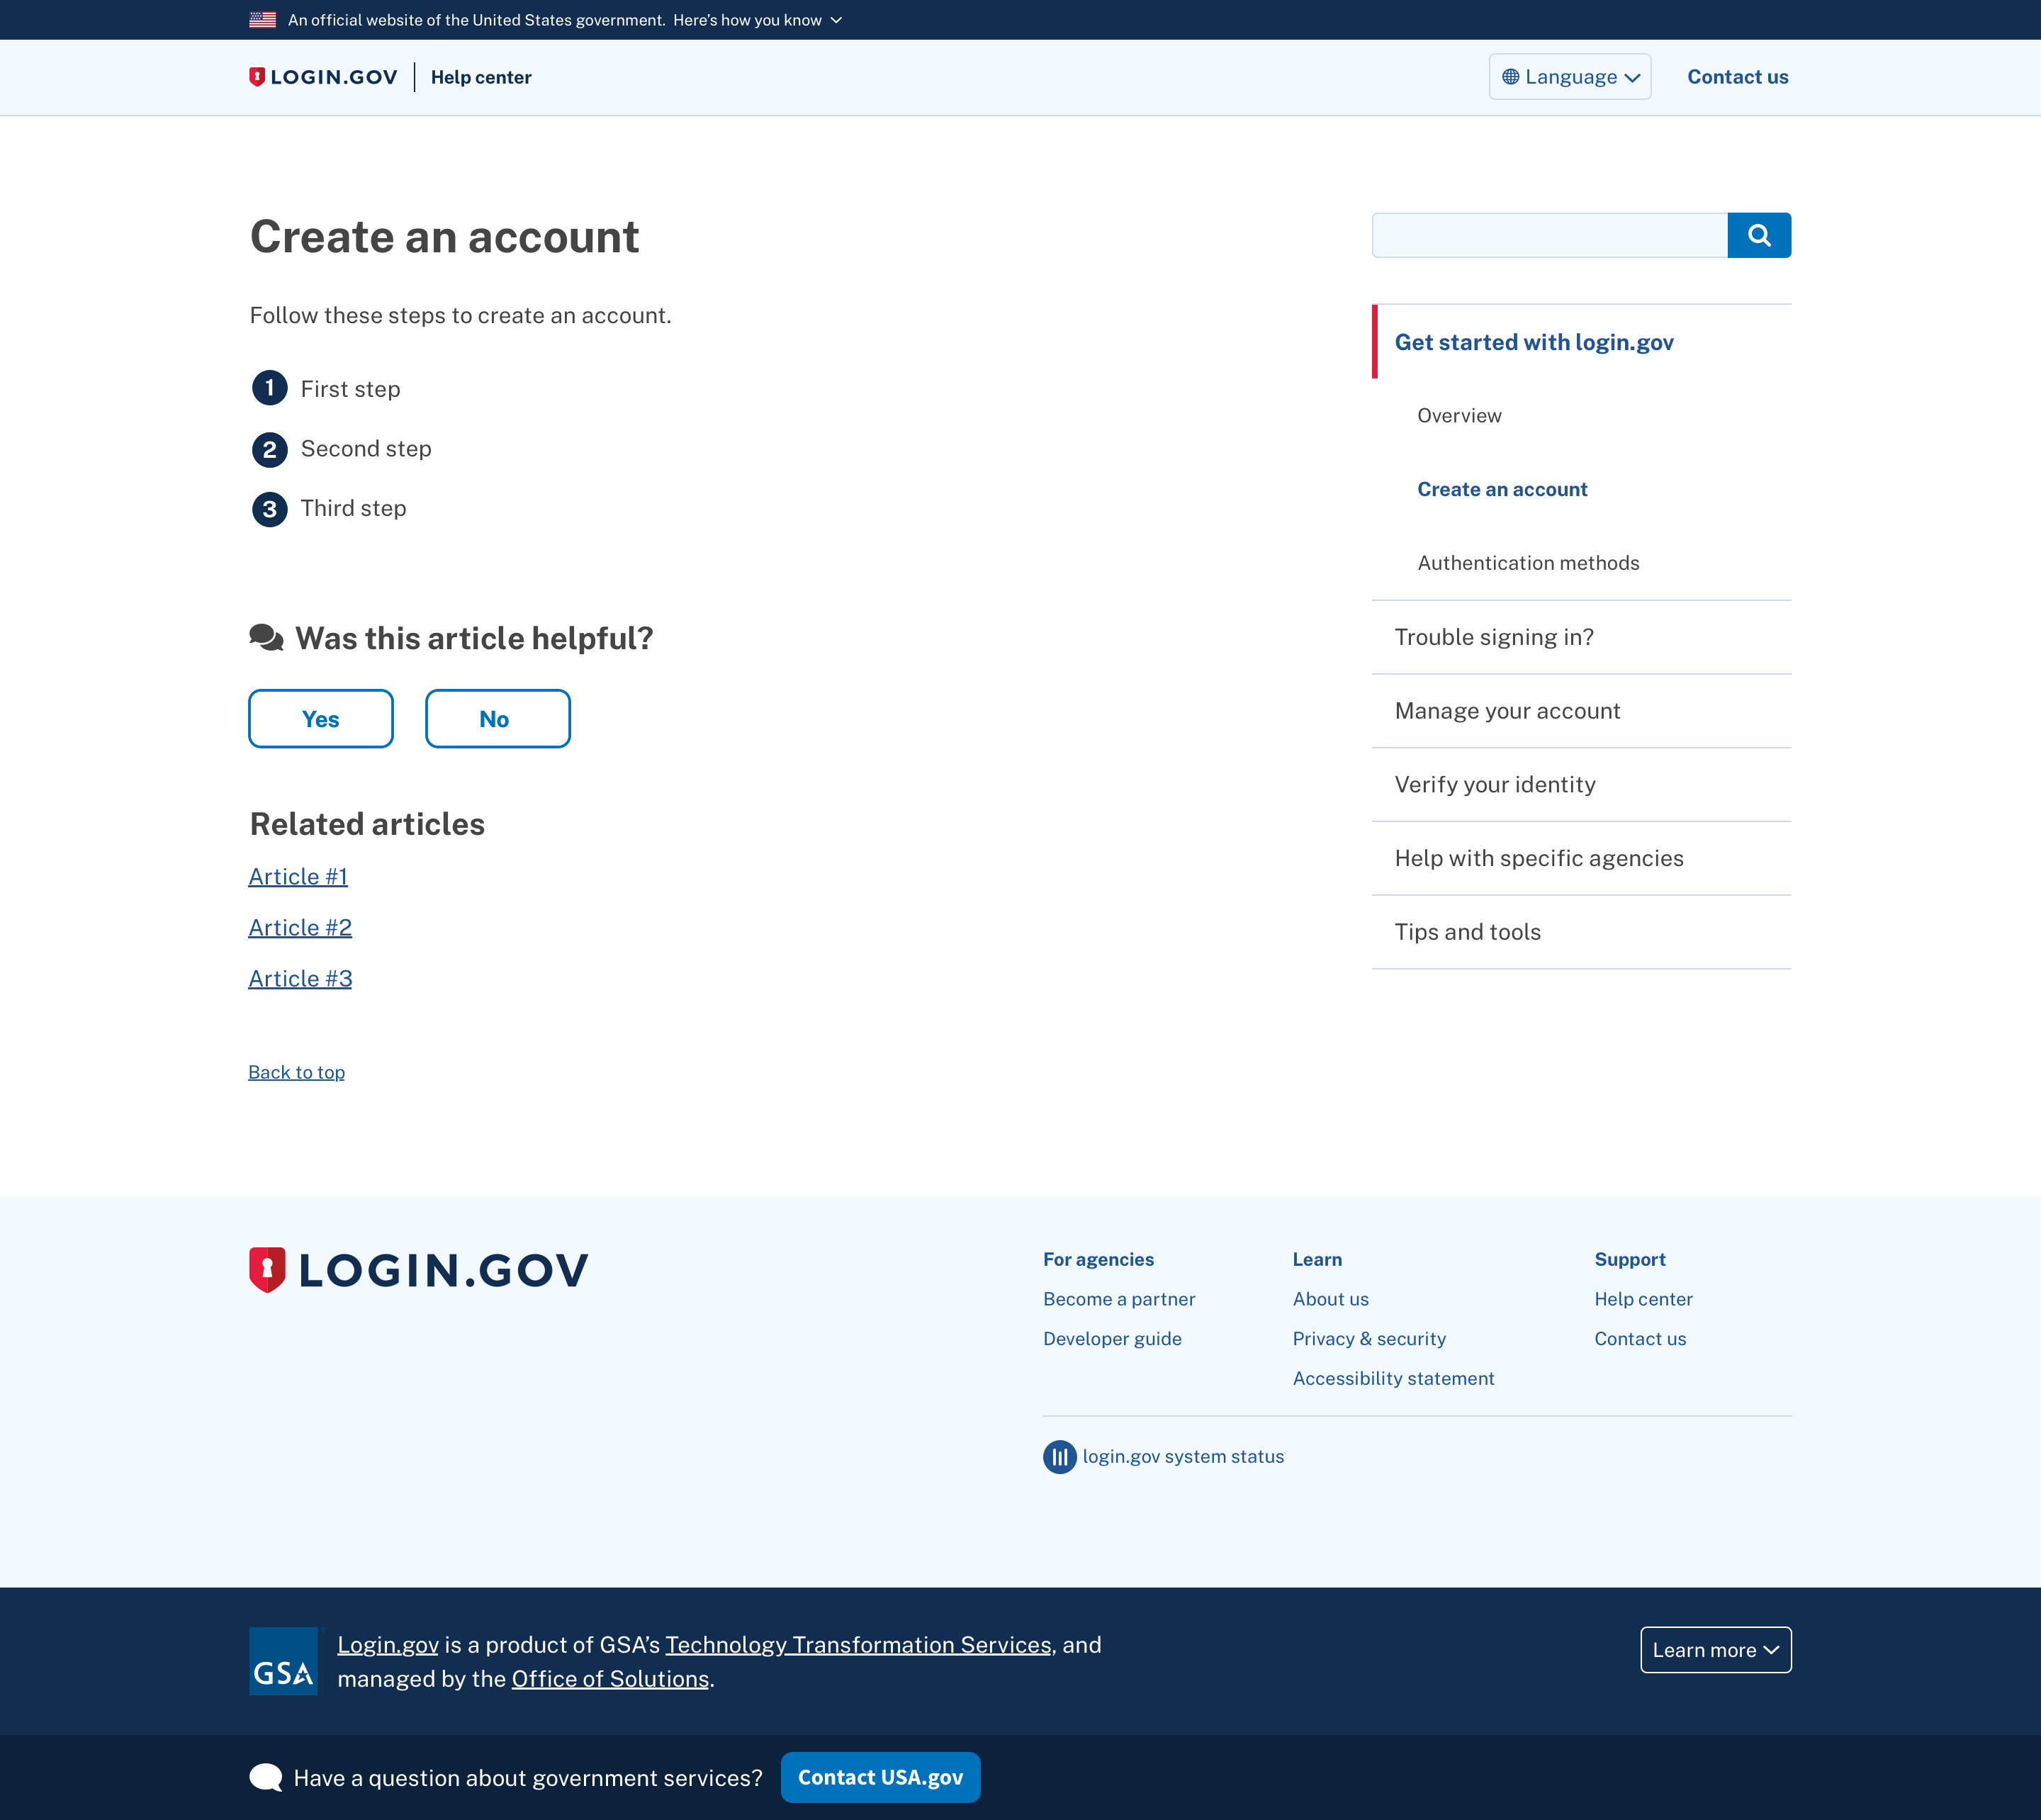 An official website of the United States government. Here's how you know
LOGIN.GOV
Help center
Language
Contact us
Create an account
Follow these steps to create an account.
1 First step
2 Second step
3 Third step
Was this article helpful?
Yes
No
Related articles
Article #1
Article #2
Article #3
Back to top
Get started with login.gov
Overview
Create an account
Authentication methods
Trouble signing in?
Manage your account
Verify your identity
Help with specific agencies
Tips and tools
LOGIN.GOV
For agencies
Become a partner
Developer guide
Learn
About us
Privacy & security
Accessibility statement
Support
Help center
Contact us
login.gov system status
GSA
Login.gov is a product of GSA’s Technology Transformation Services, and
managed by the Office of Solutions.
Learn more
Have a question about government services?
Contact USA.gov